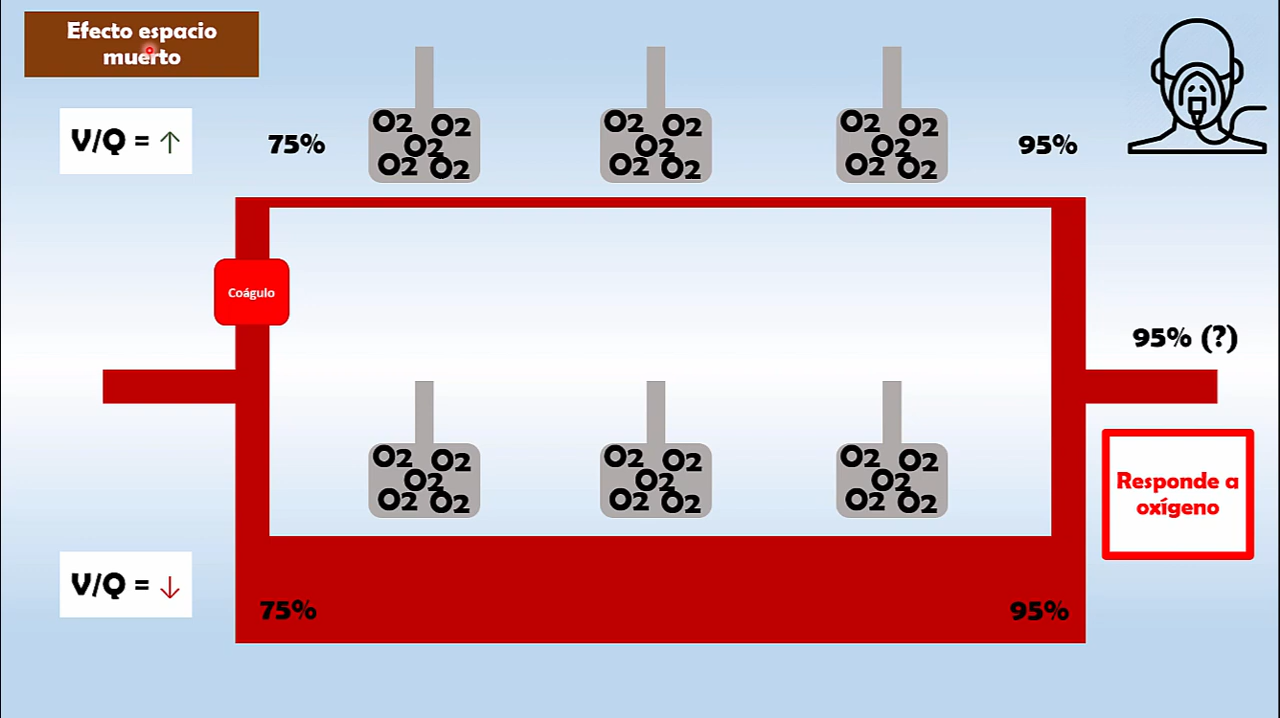 Efecto espacio
muerto
V/Q = ↑
75%
O2 O2
O2
O2 O2
O2 O2
O2
O2 O2
O2 O2
O2
O2 O2
95%
Coágulo
95% (?)
O2 O2
O2
O2 O2
O2 O2
O2
O2 O2
O2 O2
O2
O2 O2
Responde a
oxígeno
V/Q = ↓
75%
95%